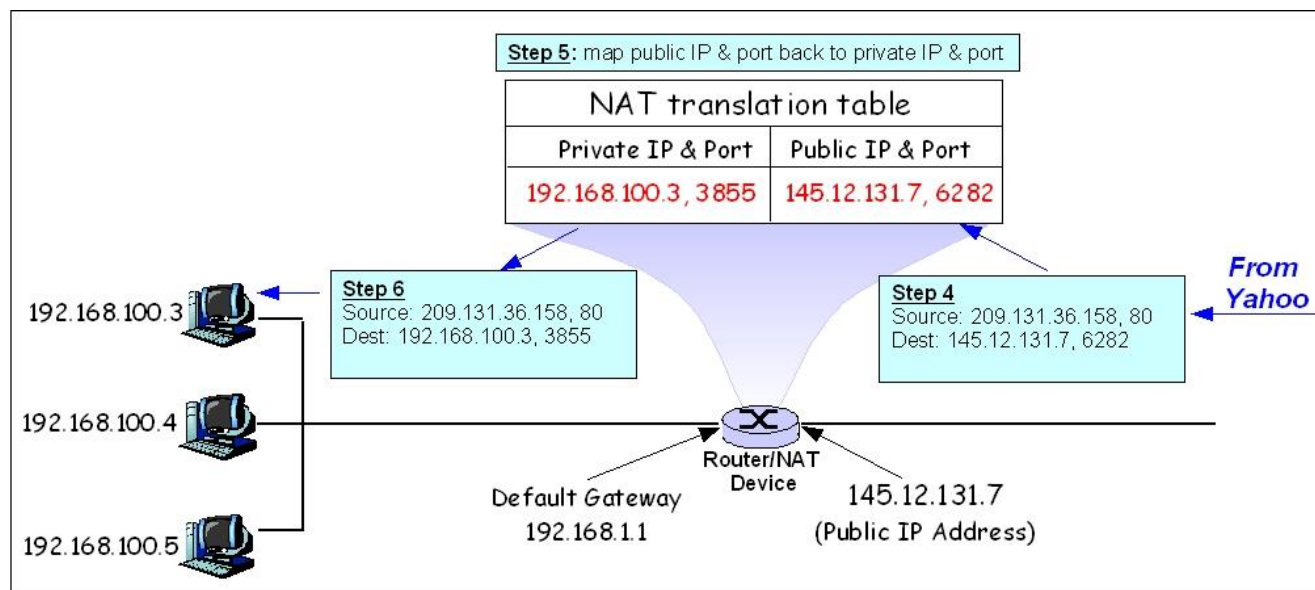 Step 5: map public IP & port back to private IP & port
NAT translation table
Private IP & Port
Public IP & Port
192.168.100.3, 3855
145.12.131.7, 6282
From
Yahoo
Step 6
Source: 209.131.36.158, 80
Dest: 192.168.100.3, 3855
Step 4
Source: 209.131.36.158, 80
Dest: 145.12.131.7, 6282
192.168.100.3
192.168.100.4
192.168.100.5
Router/NAT
Device
Default Gateway
192.168.1.1
145.12.131.7
(Public IP Address)